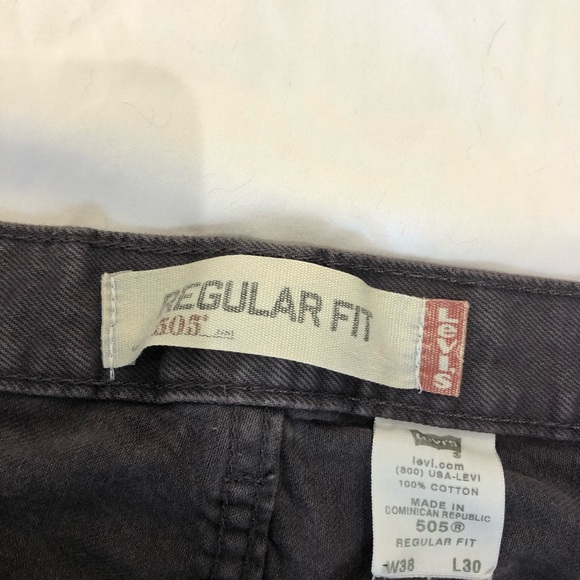 REGULAR FIT
505®
LEVI'S
Levi's
®
levi.com
(800) USA-LEVI
100% COTTON
MADE IN
DOMINICAN REPUBLIC
505®
REGULAR FIT
W38 L30